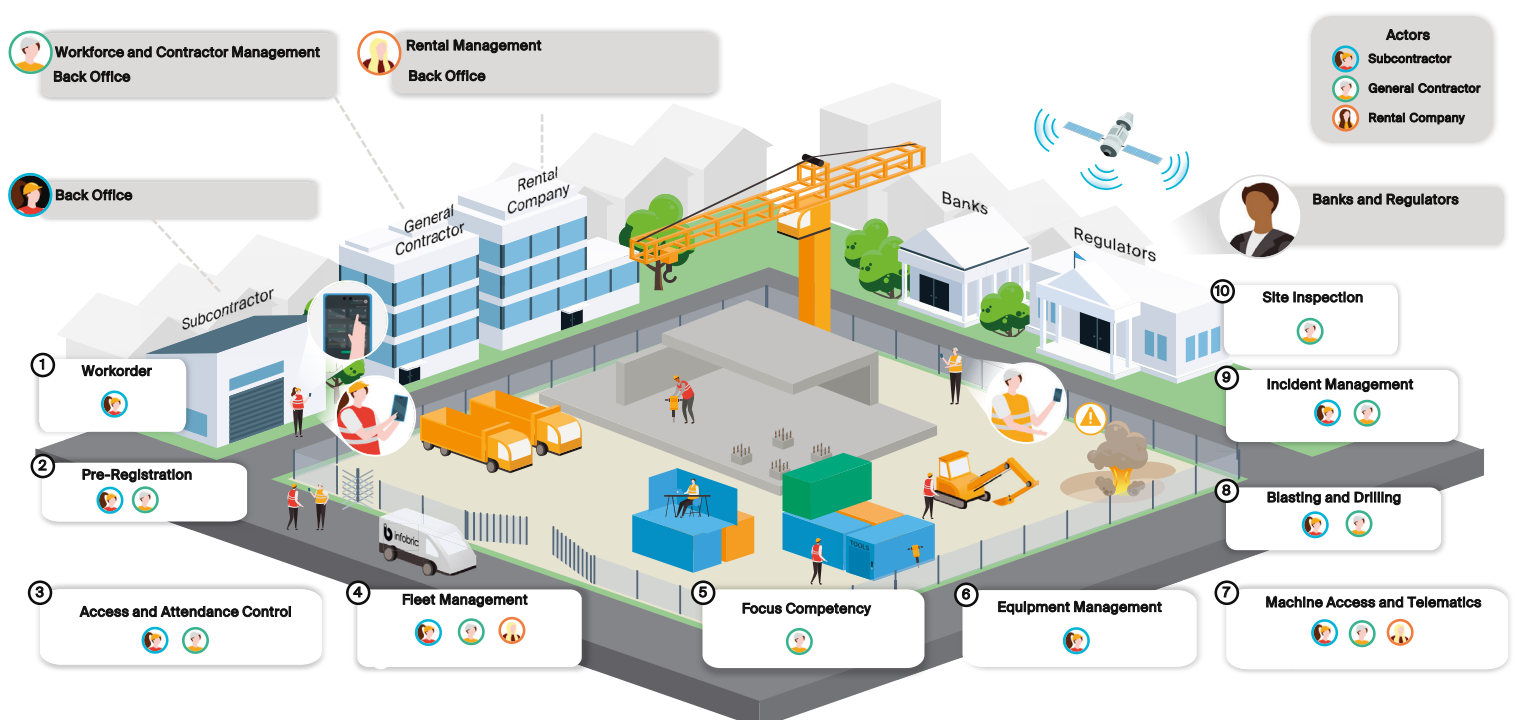 Workforce and Contractor Management
Back Office
Rental Management
Back Office
Actors
Subcontractor
General Contractor
Rental Company
Back Office
Rental
Company
General
Contractor
Banks
Regulators
Banks and Regulators
Subcontractor
10
Site Inspection
1
Workorder
9
Incident Management
2
Pre-Registration
8
Blasting and Drilling
infobric
TOOLS
3
Access and Attendance Control
4
Fleet Management
5
Focus Competency
6
Equipment Management
7
Machine Access and Telematics